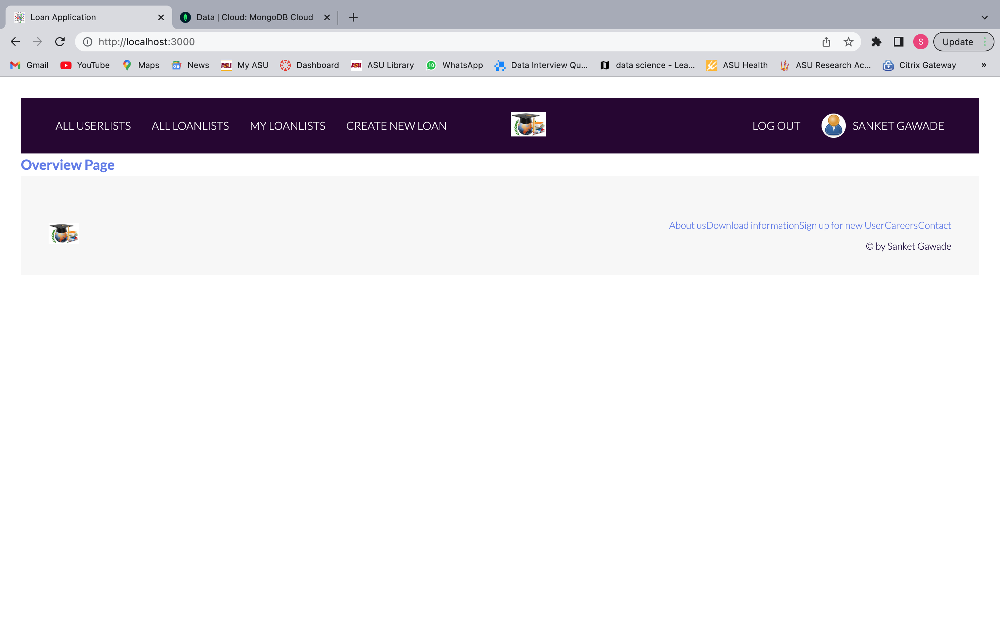 Loan Application
Data | Cloud: MongoDB Cloud
http://localhost:3000
S
Update
Gmail
YouTube
Maps
GE
News
ASU
My ASU
Dashboard
ASU
ASU Library
10
WhatsApp
Data Interview Qu...
data science - Lea...
ASU Health
ASU Research Ac...
Citrix Gateway
»
ALL USERLISTS
ALL LOANLISTS
MY LOANLISTS
CREATE NEW LOAN
LOG OUT
SANKET GAWADE
Overview Page
About usDownload informationSign up for new UserCareersContact
© by Sanket Gawade